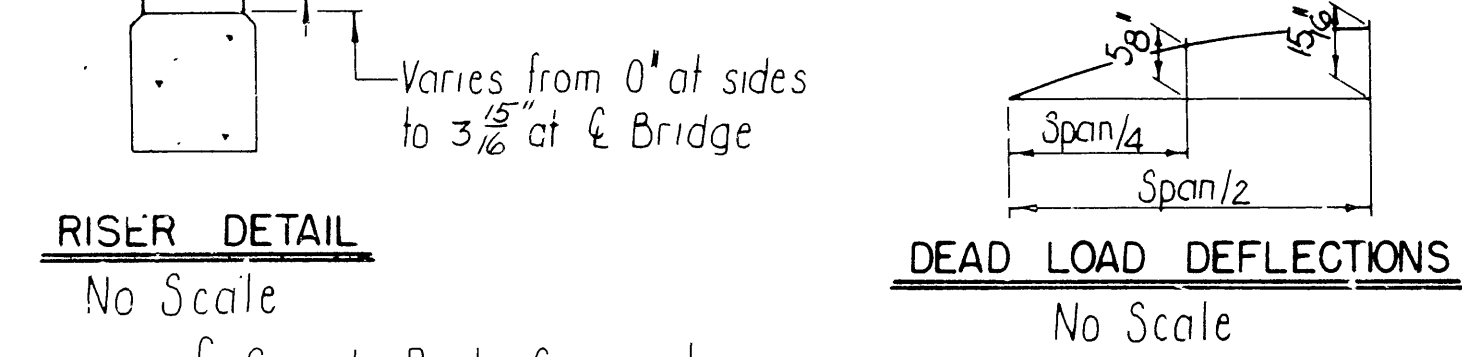 Varies from 0" at sides
to 3 15/16" at ℄ Bridge
RISER DETAIL
No Scale
5/8"
15/16"
Span/4
Span/2
DEAD LOAD DEFLECTIONS
No Scale